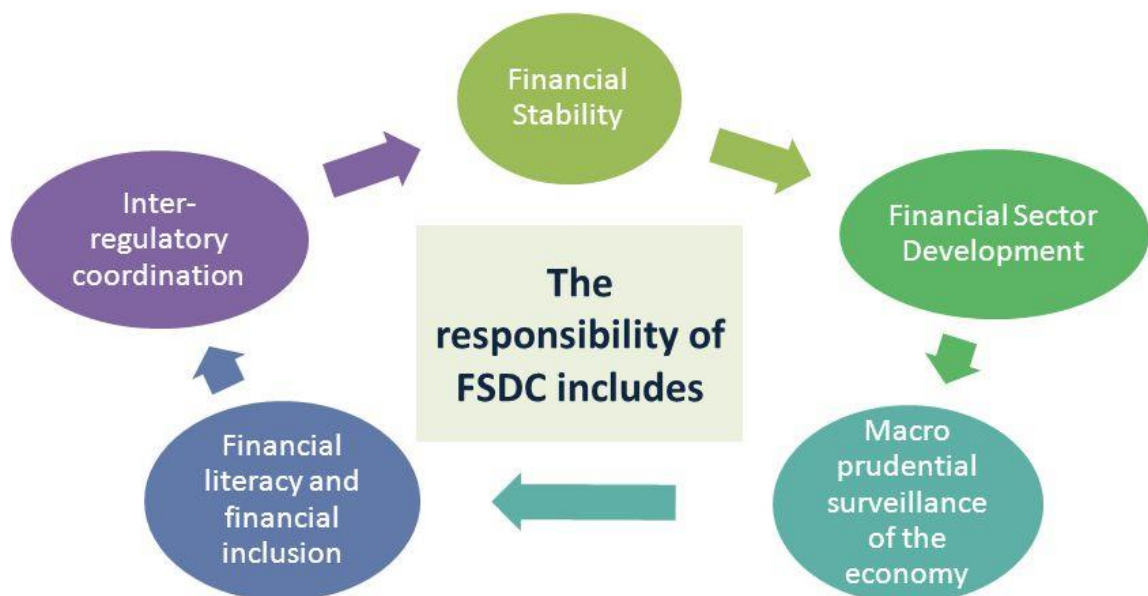 Financial
Stability
Financial Sector
Development
Macro
prudential
surveillance
of the
economy
Financial
literacy and
financial
inclusion
Inter-
regulatory
coordination
The
responsibility of
FSDC includes